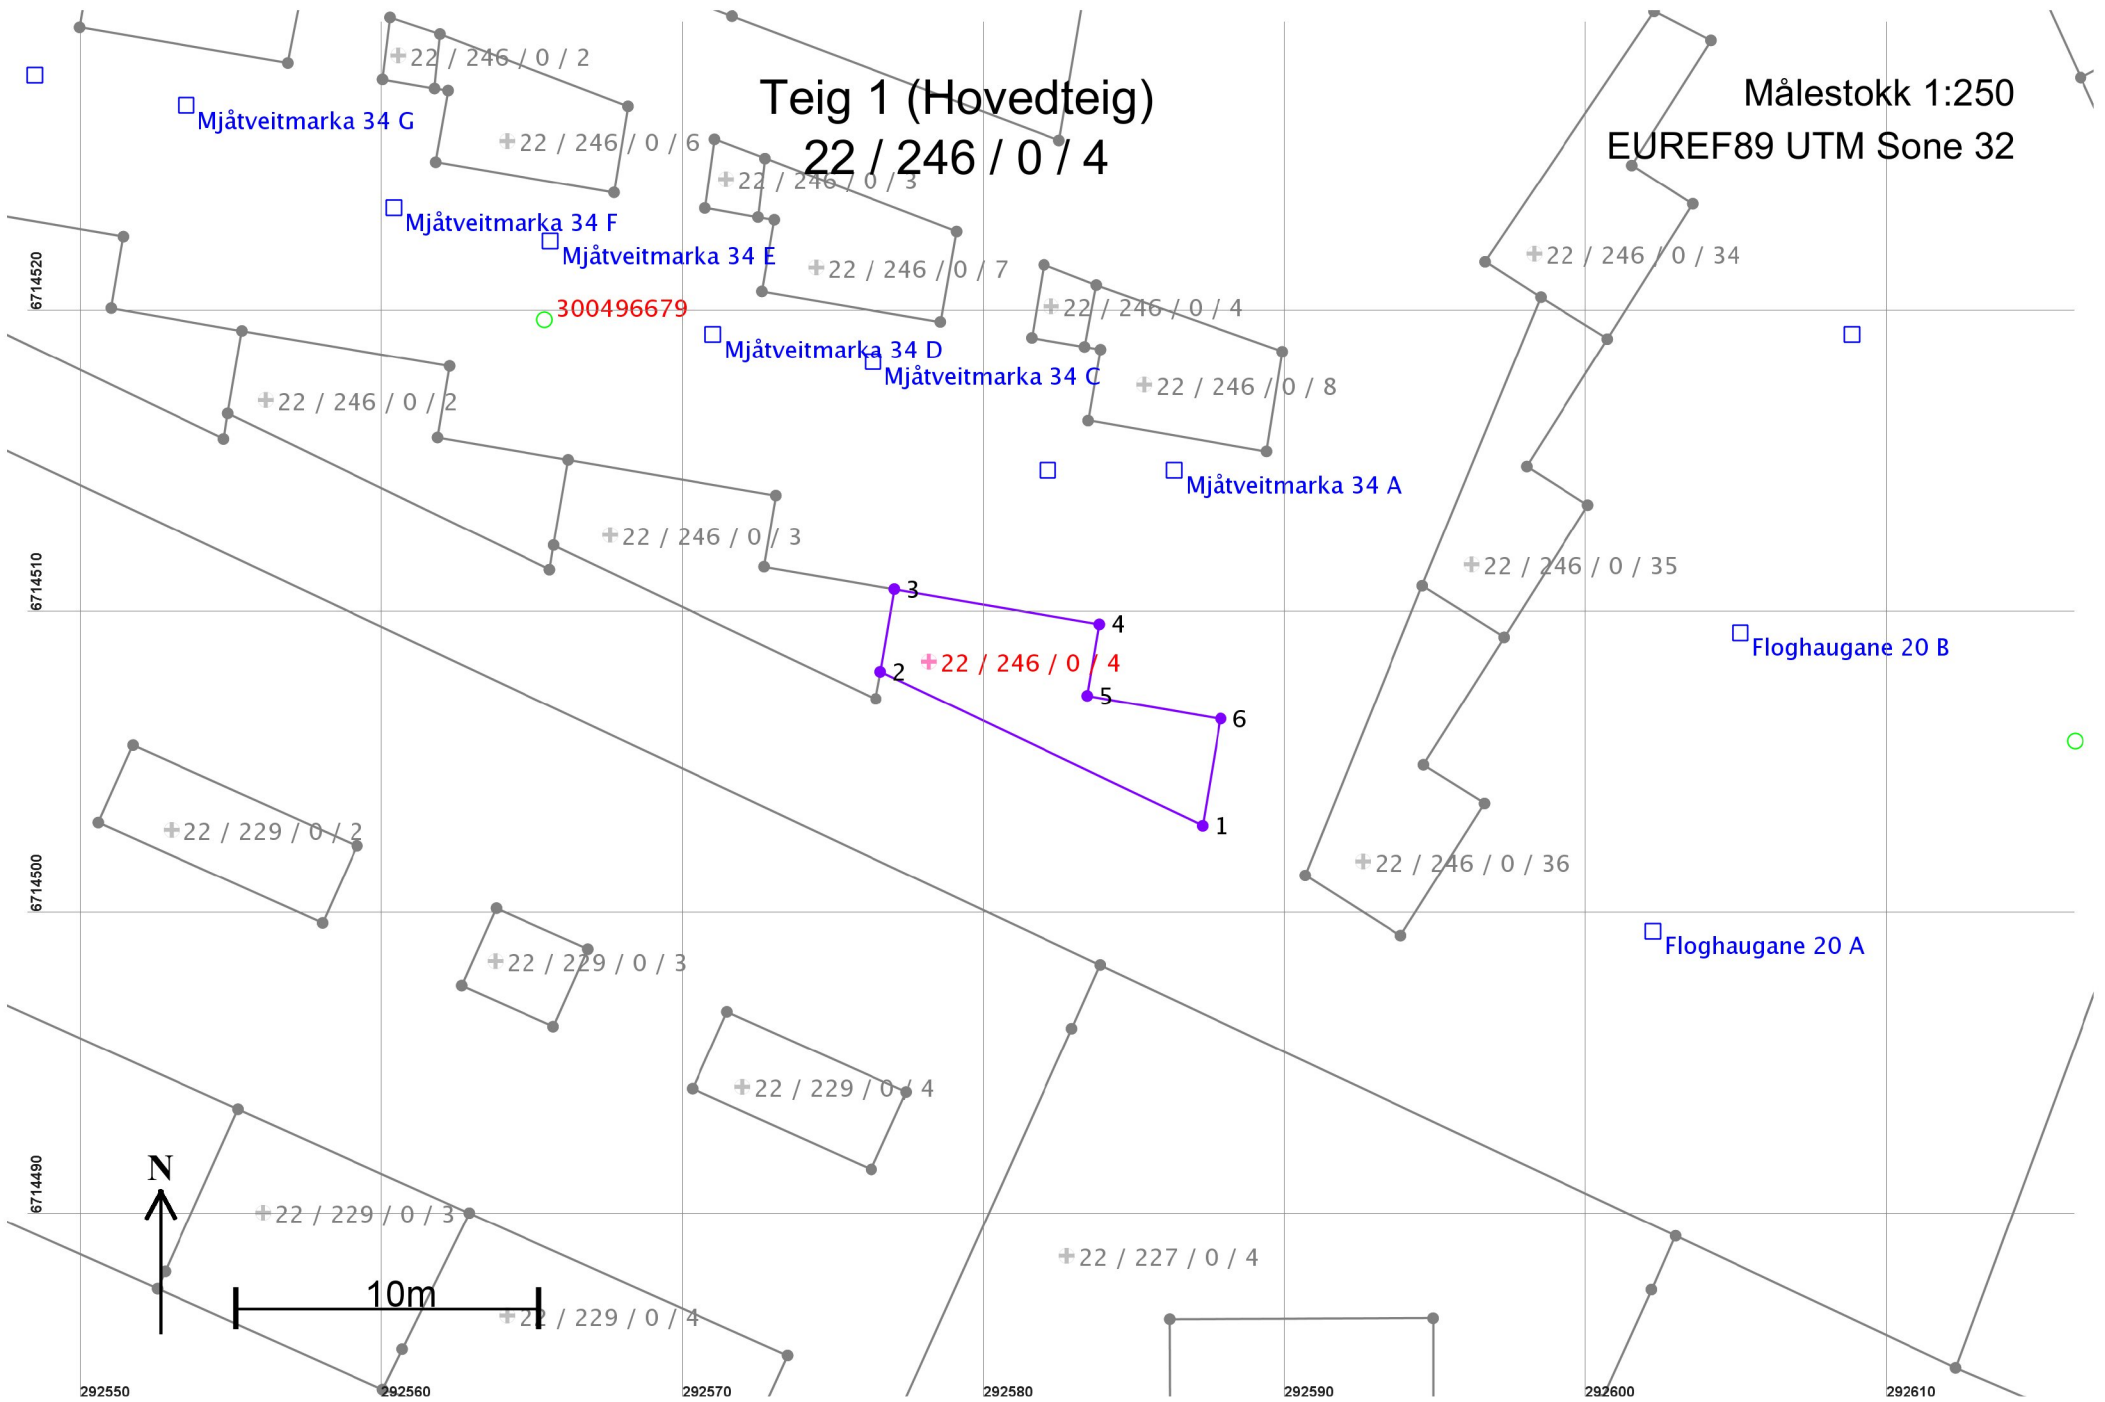 22 / 246 / 0 / 2
Teig 1 (Hovedteig)
22 / 246 / 0 / 4
Målestokk 1:250
EUREF89 UTM Sone 32
Mjåtveitmarka 34 G
22 / 246 / 0 / 6
22 / 246 / 0 / 3
Mjåtveitmarka 34 F
Mjåtveitmarka 34 E
22 / 246 / 0 / 7
22 / 246 / 0 / 34
6714520
300496679
22 / 246 / 0 / 4
Mjåtveitmarka 34 D
Mjåtveitmarka 34 C
22 / 246 / 0 / 8
22 / 246 / 0 / 2
Mjåtveitmarka 34 A
22 / 246 / 0 / 3
22 / 246 / 0 / 35
6714510
3
4
22 / 246 / 0 / 4
2
5
6
1
Floghaugane 20 B
22 / 229 / 0 / 2
22 / 246 / 0 / 36
6714500
Floghaugane 20 A
22 / 229 / 0 / 3
22 / 229 / 0 / 4
N
6714490
22 / 229 / 0 / 3
22 / 227 / 0 / 4
10m
22 / 229 / 0 / 4
292550
292560
292570
292580
292590
292600
292610